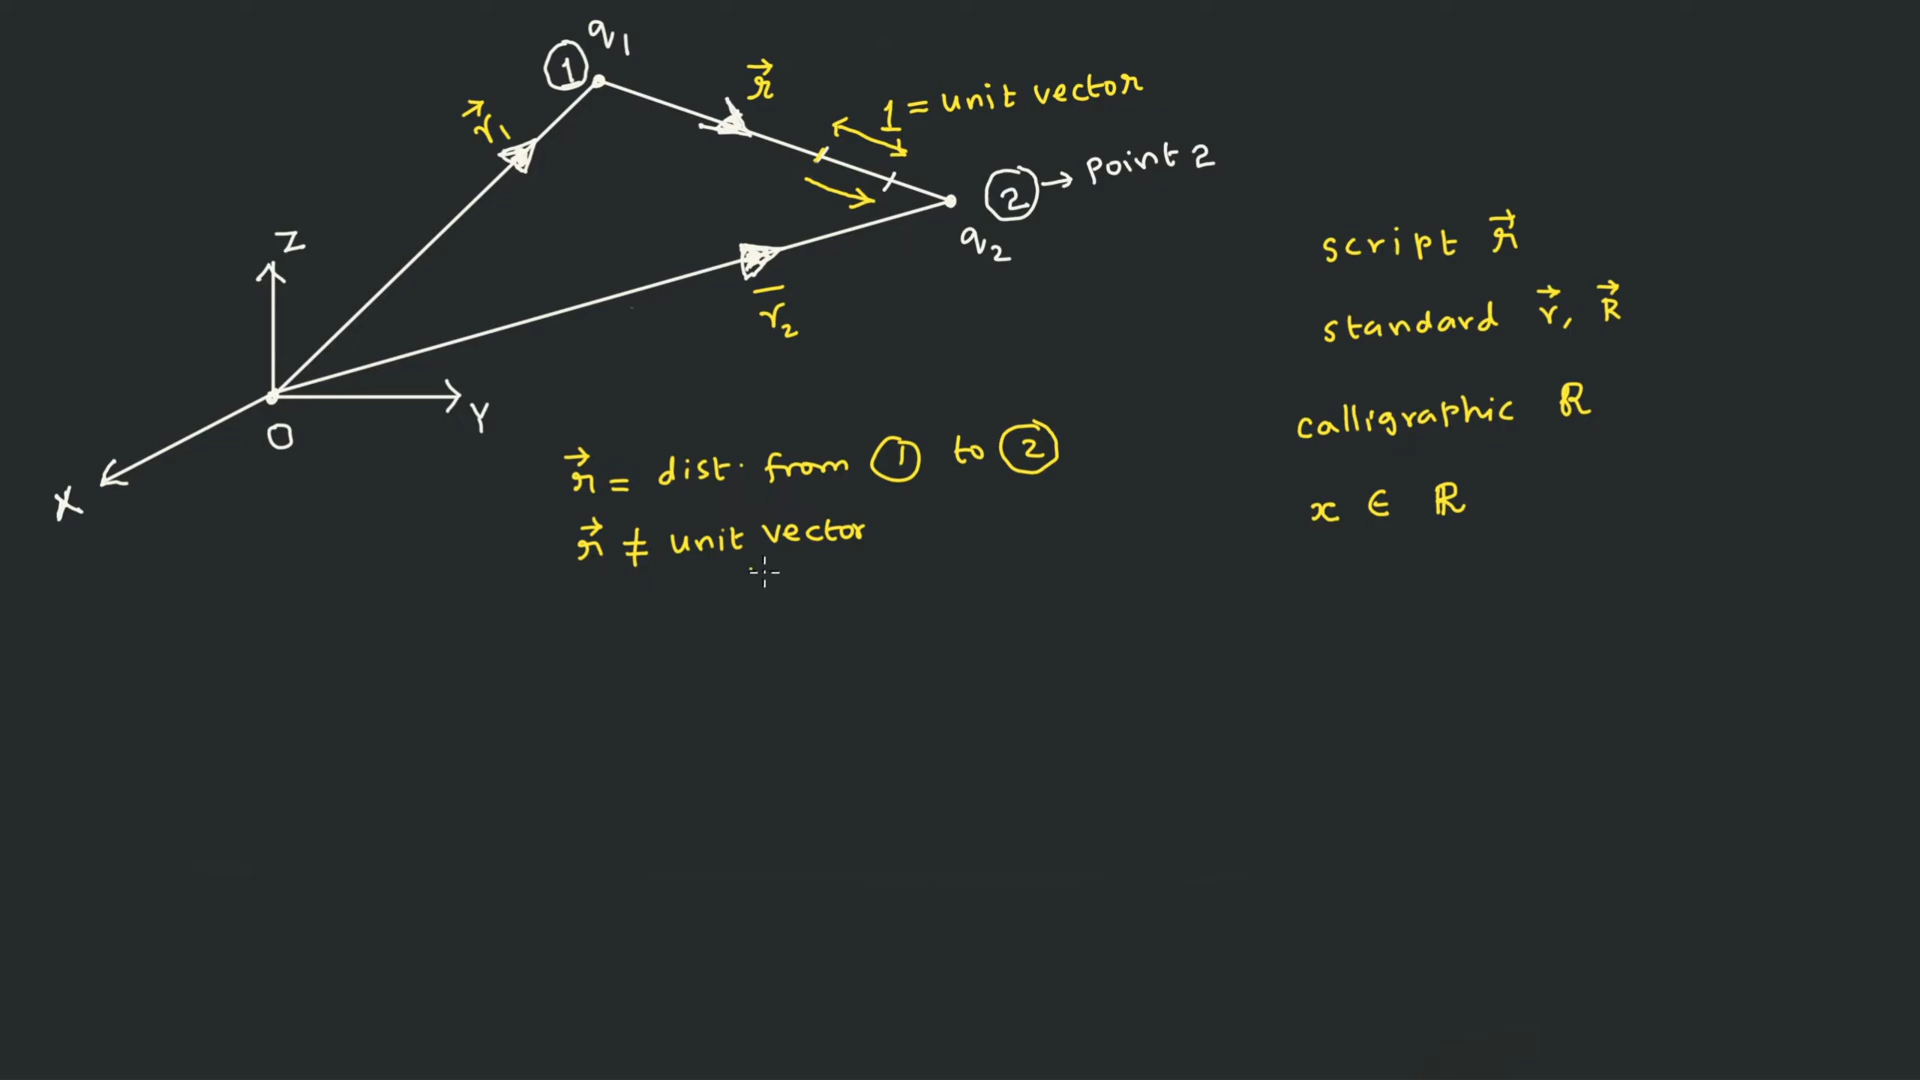 q₁
①
r⃗
1 = unit vector
r⃗₁
② → Point 2
q₂
Z
r̅₂
script r⃗
standard r⃗, R⃗
Y
calligraphic ℝ
O
r⃗ = dist. from ① to ②
X
x ∈ ℝ
r⃗ ≠ unit vector